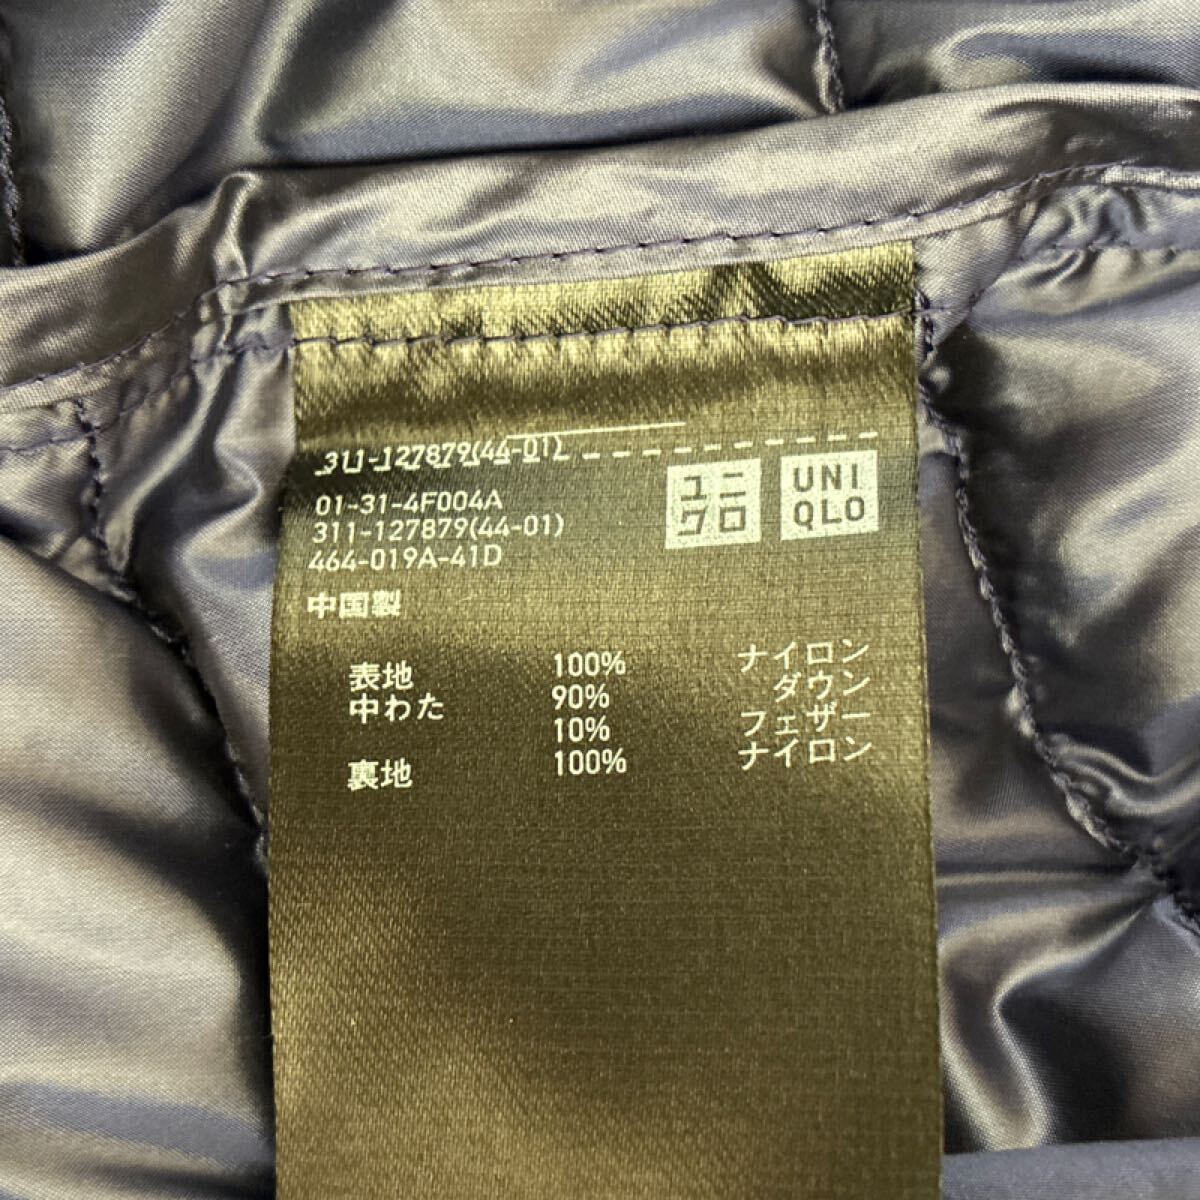 311-127879(44-01)
01-31-4F004A
311-127879(44-01)
464-019A-41D
ユニ
クロ
UNI
QLO
中国製
表地 100% ナイロン
中わた 90% ダウン
10% フェザー
裏地 100% ナイロン